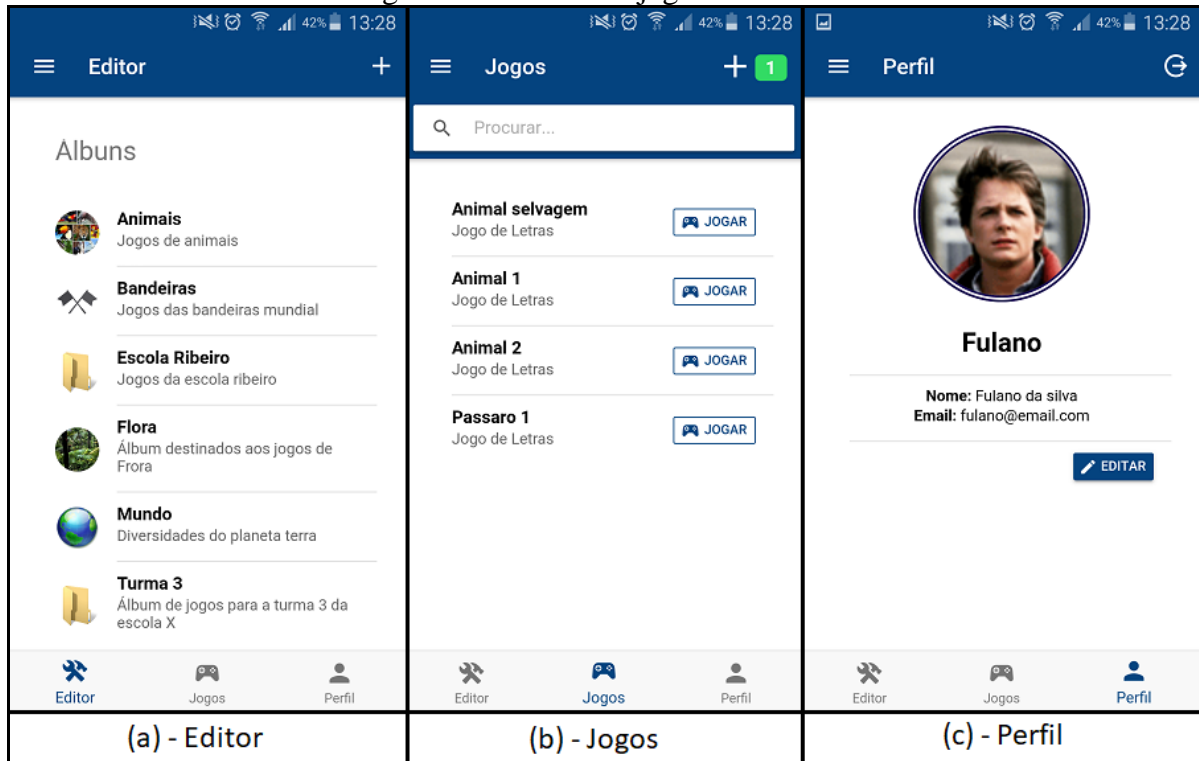 42% 13:28
Editor
Albuns
Animais
Jogos de animais
Bandeiras
Jogos das bandeiras mundial
Escola Ribeiro
Jogos da escola ribeiro
Flora
Álbum destinados aos jogos de
Frora
Mundo
Diversidades do planeta terra
Turma 3
Álbum de jogos para a turma 3 da
escola X
Editor Jogos Perfil
(a) - Editor
42% 13:28
Jogos 1
Procurar...
Animal selvagem
Jogo de Letras
JOGAR
Animal 1
Jogo de Letras
JOGAR
Animal 2
Jogo de Letras
JOGAR
Passaro 1
Jogo de Letras
JOGAR
Editor Jogos Perfil
(b) - Jogos
42% 13:28
Perfil
Fulano
Nome: Fulano da silva
Email: fulano@email.com
EDITAR
Editor Jogos Perfil
(c) - Perfil